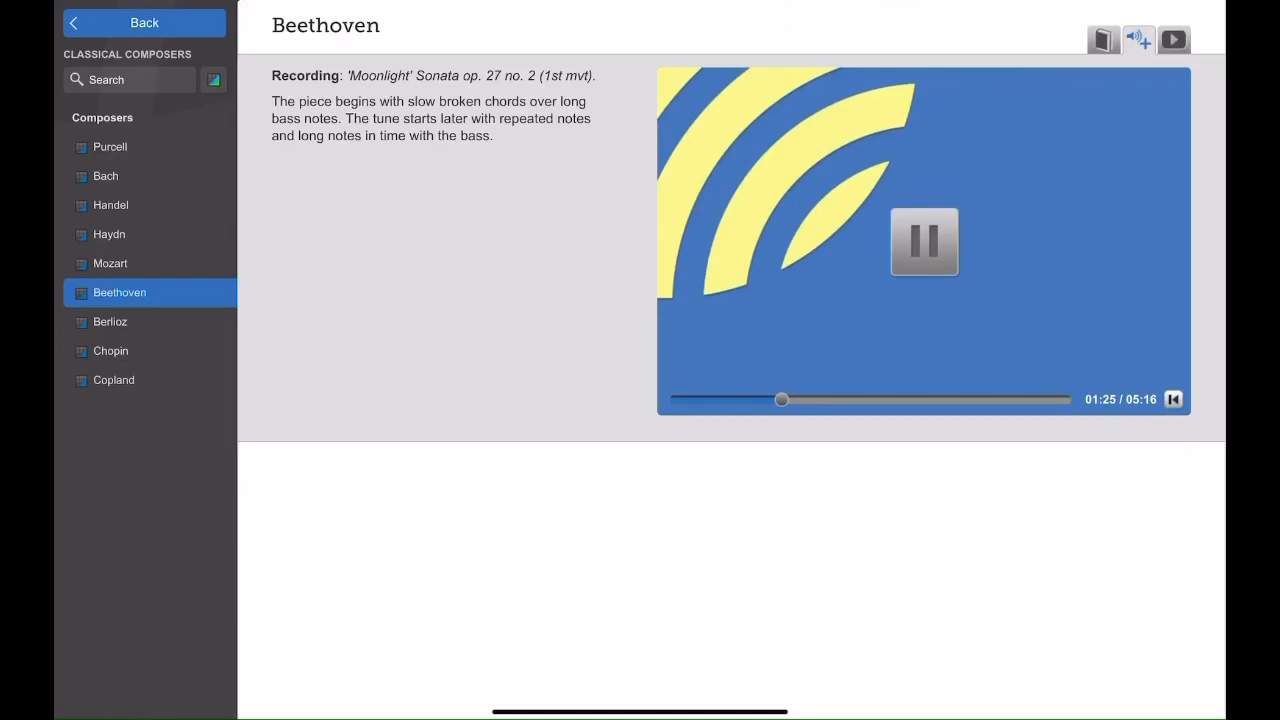 Back
CLASSICAL COMPOSERS
Search
Composers
Purcell
Bach
Handel
Haydn
Mozart
Beethoven
Berlioz
Chopin
Copland
Beethoven
Recording: 'Moonlight' Sonata op. 27 no. 2 (1st mvt).
The piece begins with slow broken chords over long
bass notes. The tune starts later with repeated notes
and long notes in time with the bass.
01:25 / 05:16